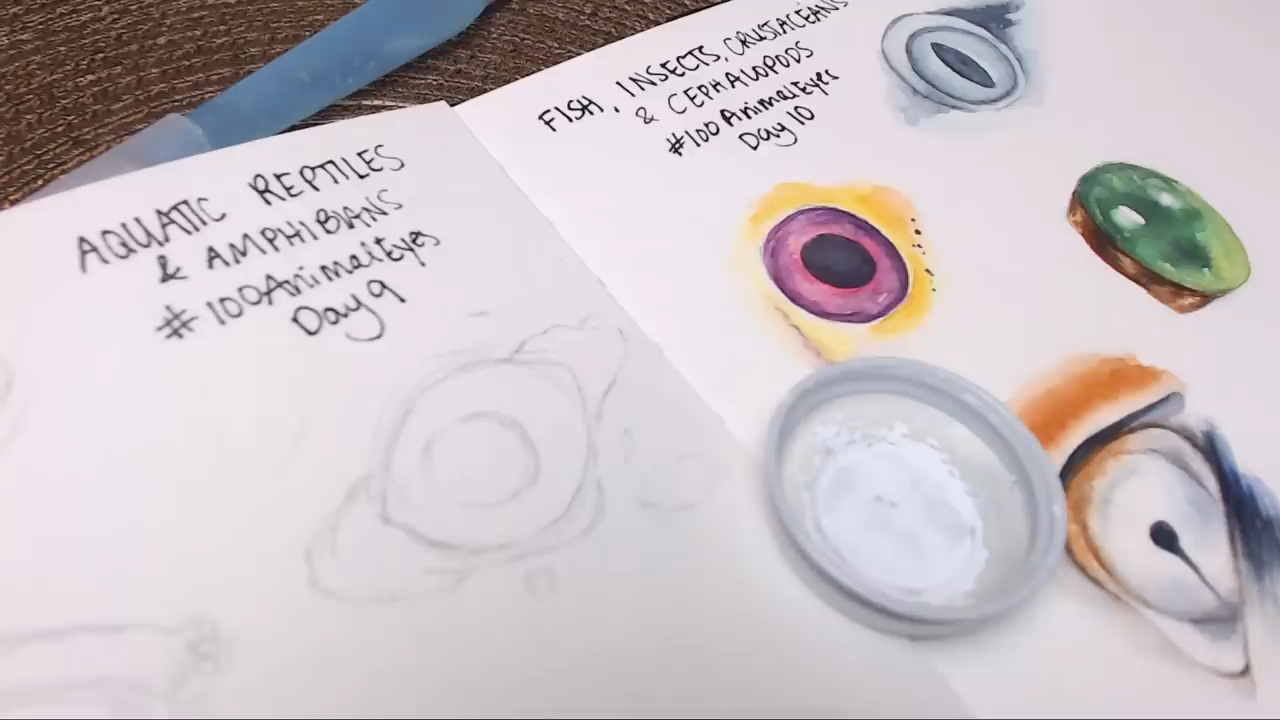 AQUATIC REPTILES
& AMPHIBIANS
#100AnimalEyes
Day 9
FISH, INSECTS, CRUSTACEANS
& CEPHALOPODS
#100AnimalEyes
Day 10